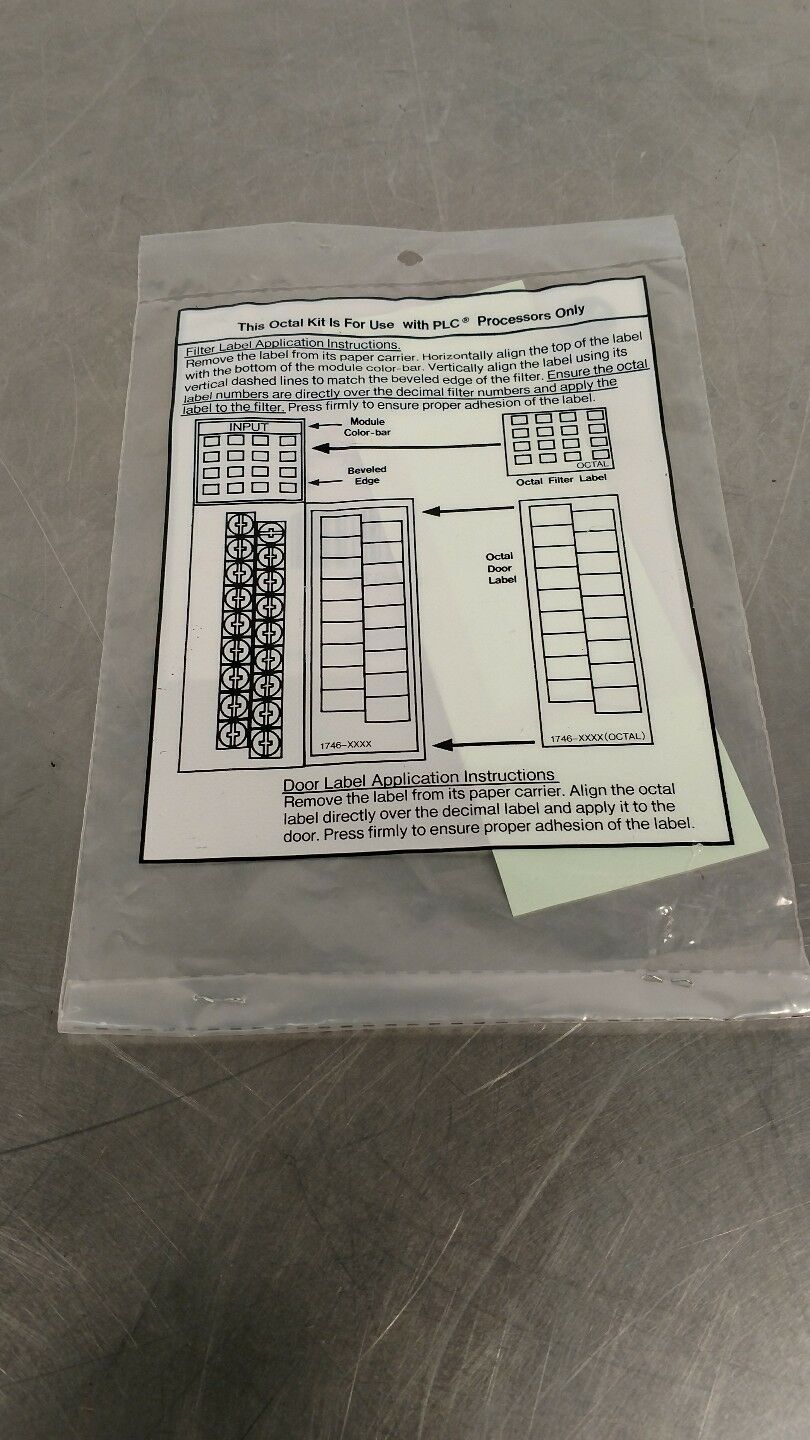 This Octal Kit Is For Use with PLC® Processors Only
Filter Label Application Instructions.
Remove the label from its paper carrier. Horizontally align the top of the label
with the bottom of the module color-bar. Vertically align the label using its
vertical dashed lines to match the beveled edge of the filter. Ensure the octal
label numbers are directly over the decimal filter numbers and apply the
label to the filter. Press firmly to ensure proper adhesion of the label.
INPUT
Module
Color-bar
Beveled
Edge
OCTAL
Octal Filter Label
Octal
Door
Label
1746-XXXX
1746-XXXX(OCTAL)
Door Label Application Instructions
Remove the label from its paper carrier. Align the octal
label directly over the decimal label and apply it to the
door. Press firmly to ensure proper adhesion of the label.